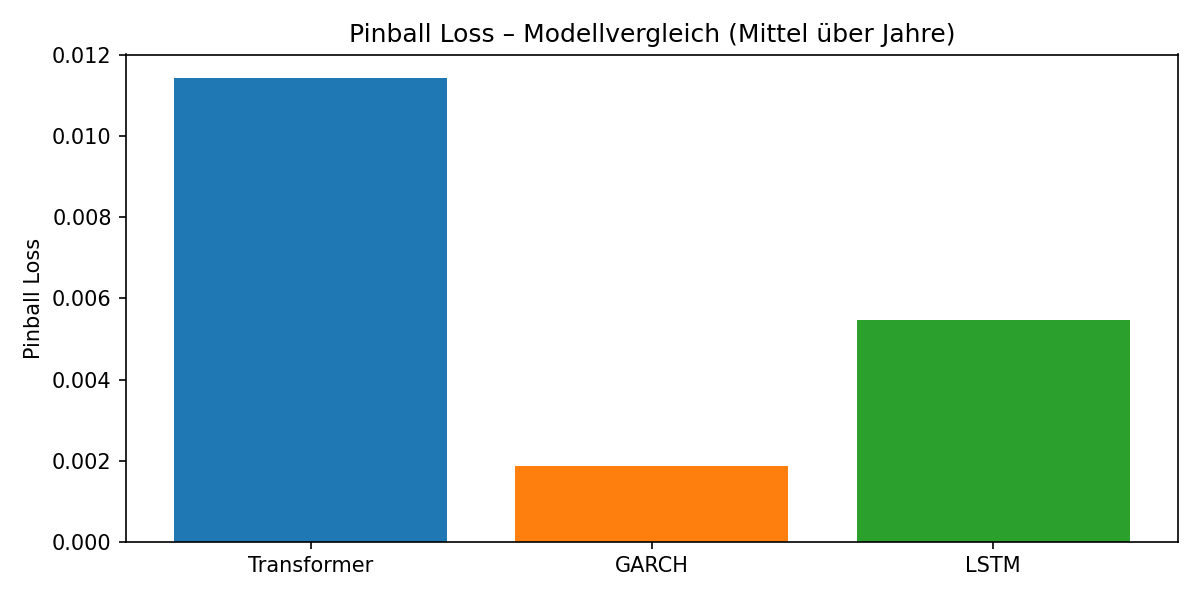 Pinball Loss – Modellvergleich (Mittel über Jahre)
Pinball Loss
0.012
0.010
0.008
0.006
0.004
0.002
0.000
Transformer
GARCH
LSTM